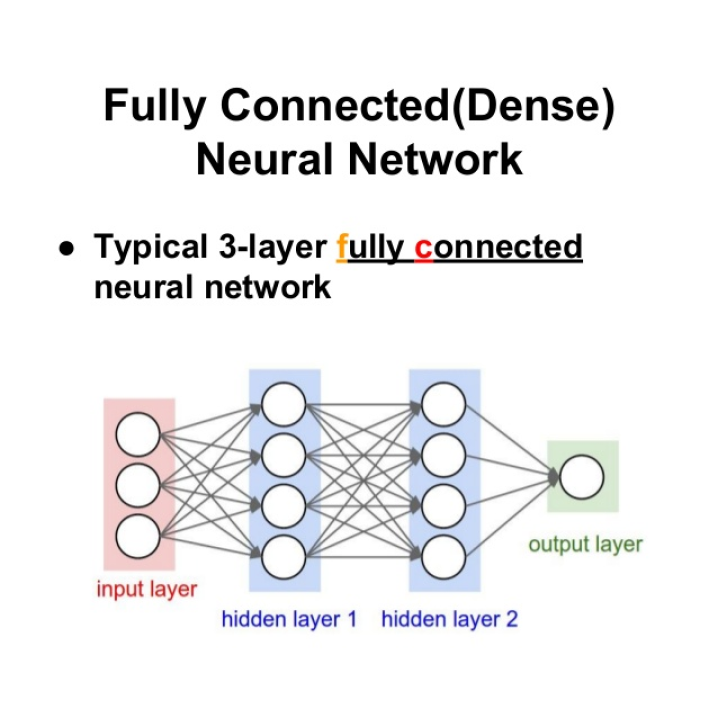 Fully Connected(Dense)
Neural Network
● Typical 3-layer fully connected
neural network
output layer
input layer
hidden layer 1 hidden layer 2